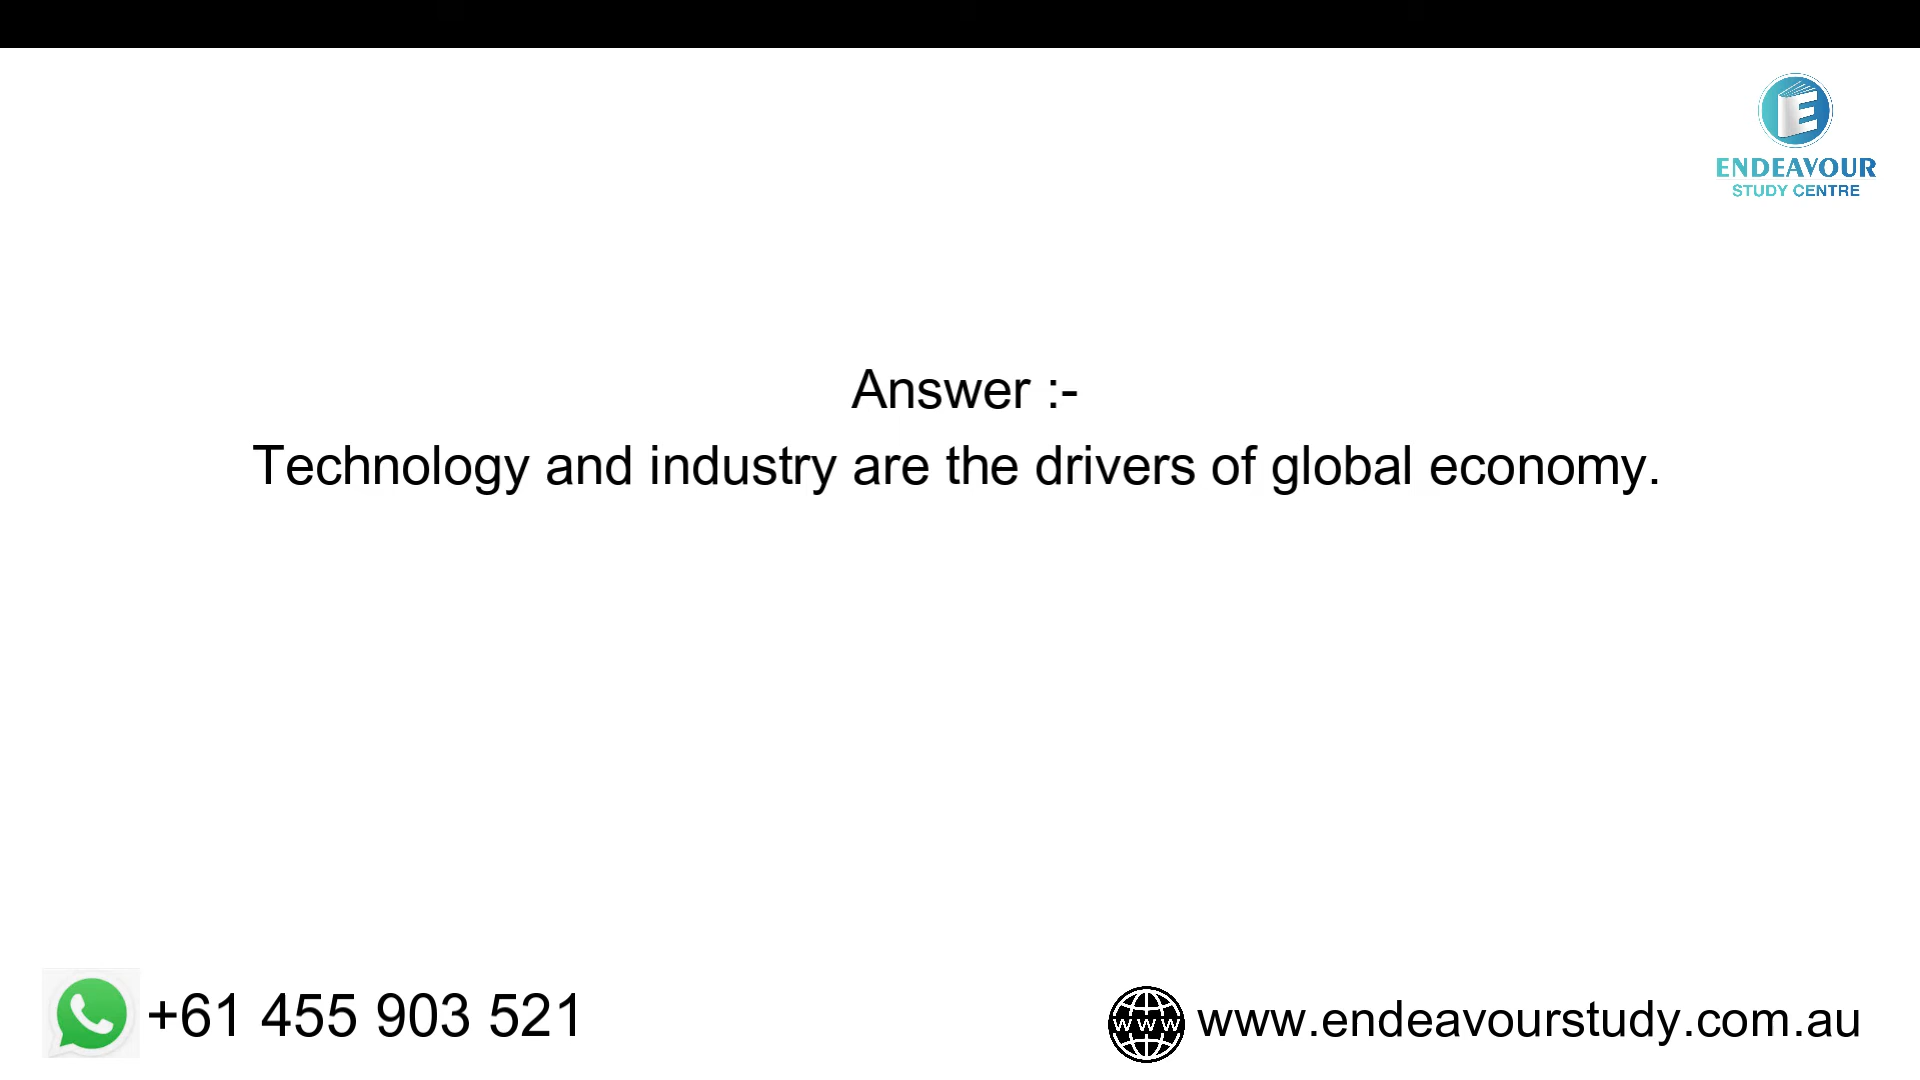 E
ENDEAVOUR
STUDY CENTRE
Answer :-
Technology and industry are the drivers of global economy.
+61 455 903 521
www
www.endeavourstudy.com.au